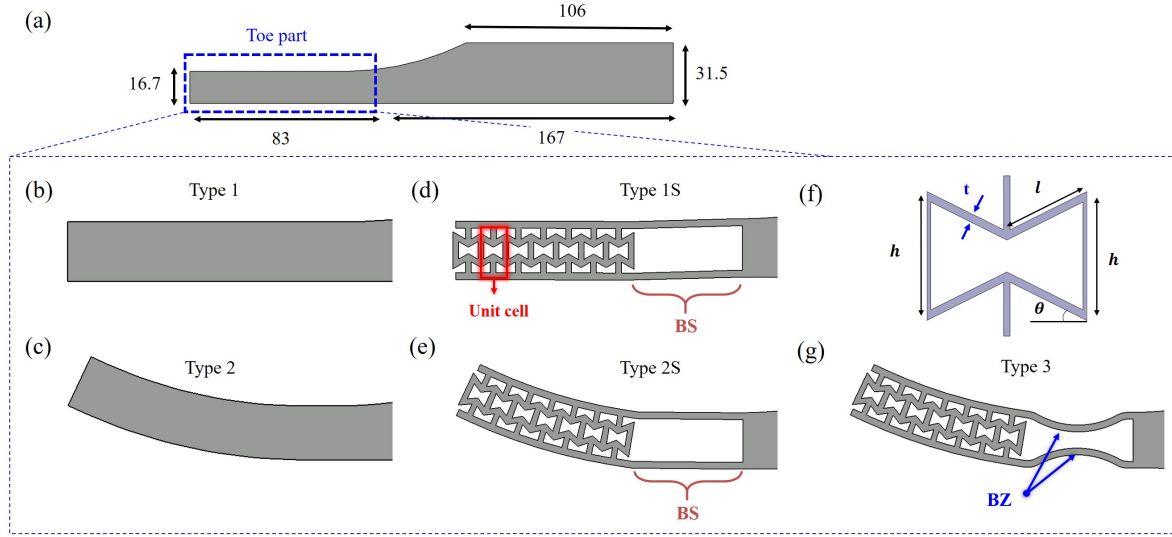 (a)
106
Toe part
16.7
31.5
83
167
(b)
Type 1
(d)
Type 1S
(f)
t
l
h
h
θ
Unit cell
BS
(c)
Type 2
(e)
Type 2S
(g)
Type 3
BS
BZ